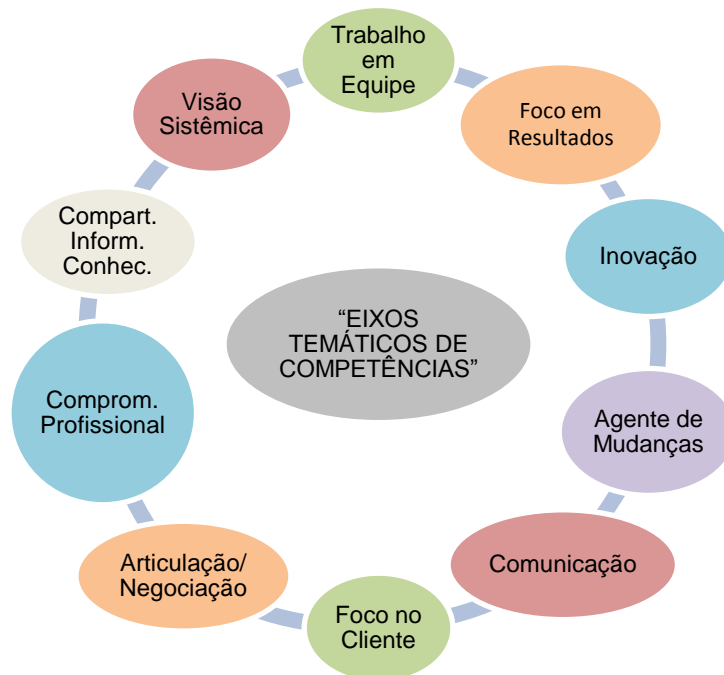 Trabalho
em
Equipe
Foco em
Resultados
Inovação
Agente de
Mudanças
Comunicação
Foco no
Cliente
Articulação/
Negociação
Comprom.
Profissional
Compart.
Inform.
Conhec.
Visão
Sistêmica
“EIXOS
TEMÁTICOS DE
COMPETÊNCIAS”